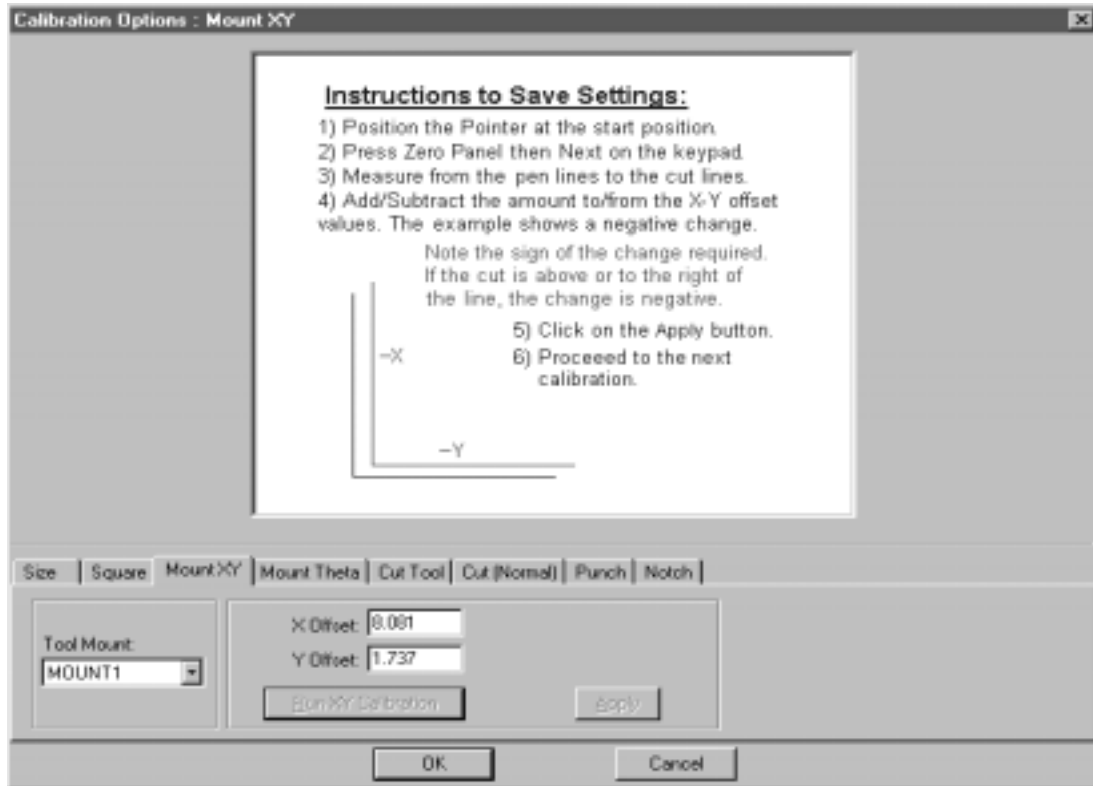 Calibration Options : Mount XY
Instructions to Save Settings:
1) Position the Pointer at the start position.
2) Press Zero Panel then Next on the keypad.
3) Measure from the pen lines to the cut lines.
4) Add/Subtract the amount to/from the X-Y offset
values. The example shows a negative change.
Note the sign of the change required.
If the cut is above or to the right of
the line, the change is negative.
5) Click on the Apply button.
6) Proceeed to the next
calibration.
–X
–Y
Size Square Mount XY Mount Theta Cut Tool Cut (Normal) Punch Notch
Tool Mount:
MOUNT1
X Offset: 8.081
Y Offset: 1.737
Run XY Calibration Apply
OK Cancel